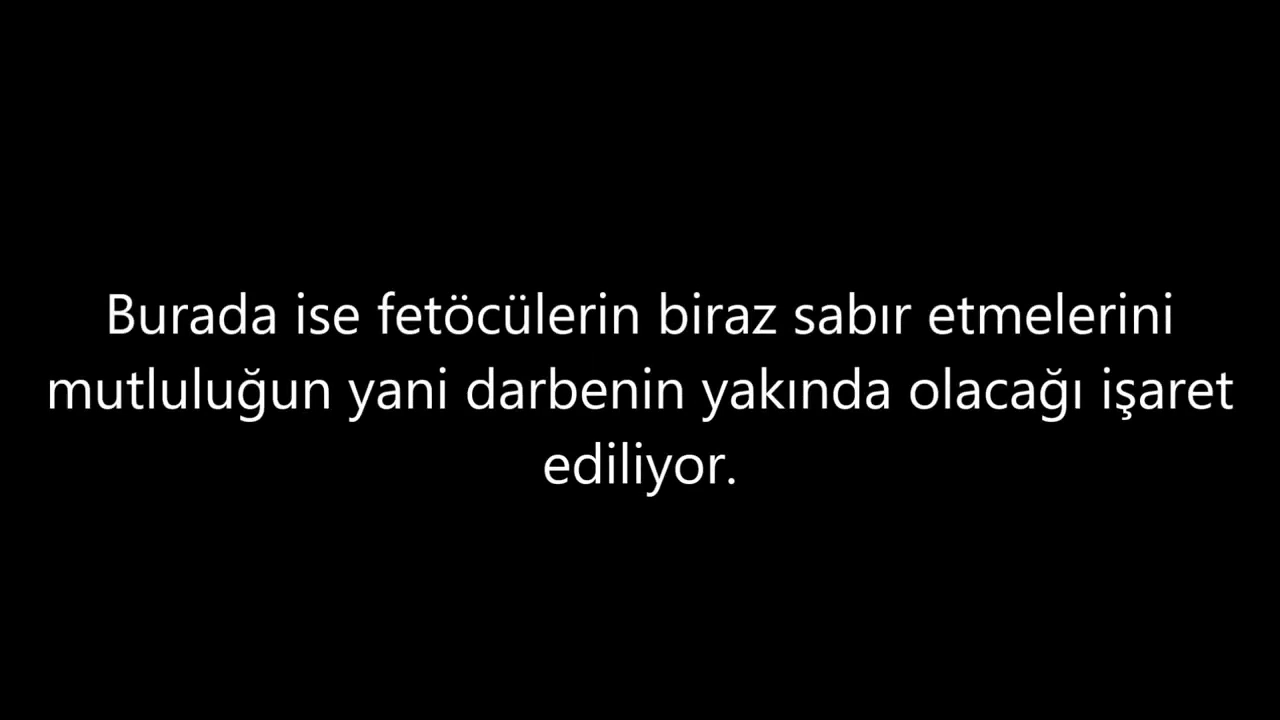 Burada ise fetöcülerin biraz sabır etmelerini
mutluluğun yani darbenin yakında olacağı işaret
ediliyor.